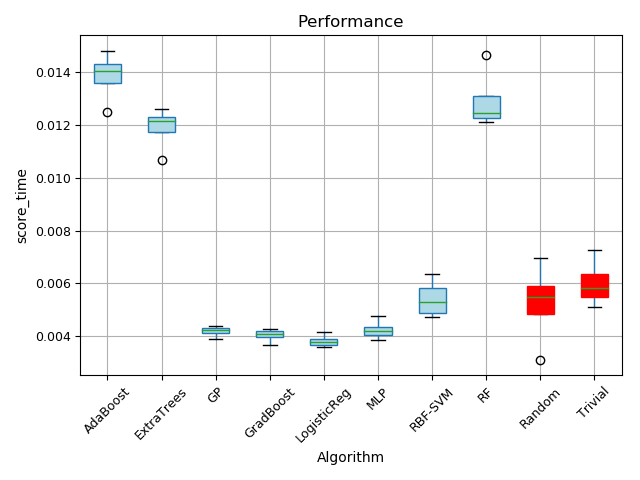 Performance
score_time
0.014
0.012
0.010
0.008
0.006
0.004
AdaBoost
ExtraTrees
GP
GradBoost
LogisticReg
MLP
RBF-SVM
RF
Random
Trivial
Algorithm